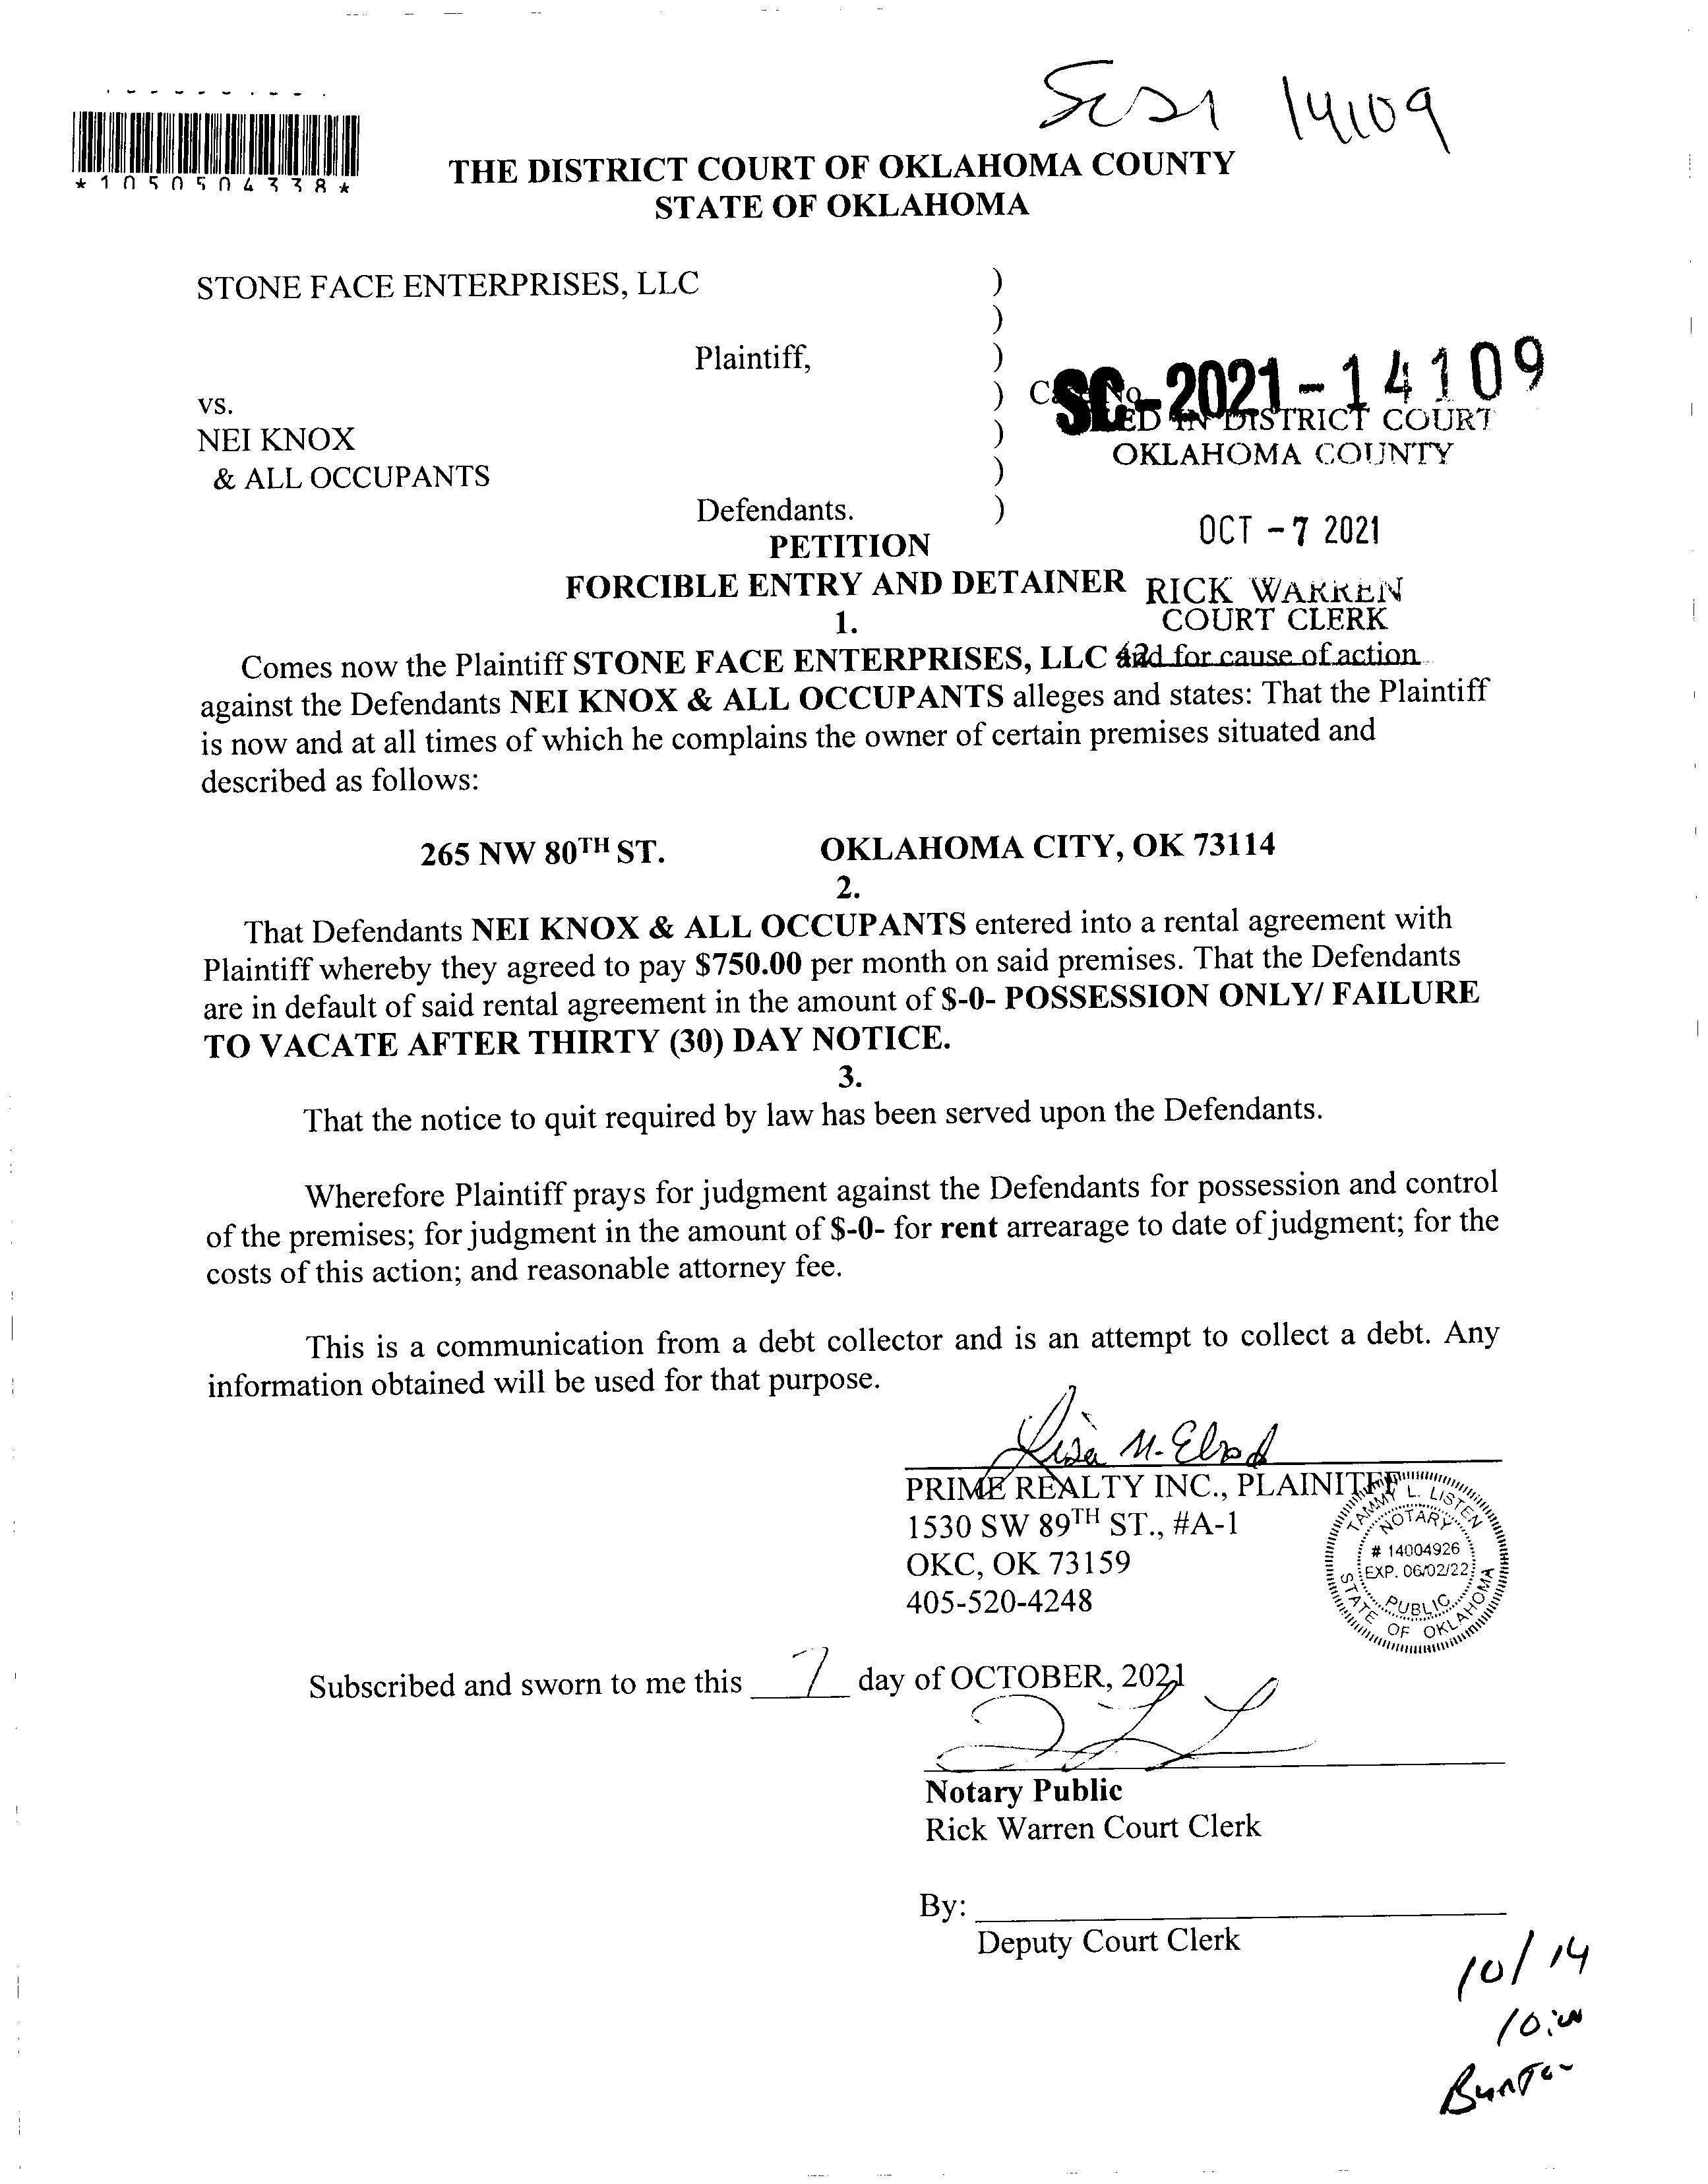 SC21 14109
*1050504338*
THE DISTRICT COURT OF OKLAHOMA COUNTY
STATE OF OKLAHOMA
STONE FACE ENTERPRISES, LLC )
)
Plaintiff, )
vs. ) Case No. SC-2021-14109
NEI KNOX ) FILED IN DISTRICT COURT
& ALL OCCUPANTS ) OKLAHOMA COUNTY
Defendants. )
OCT -7 2021
PETITION
FORCIBLE ENTRY AND DETAINER RICK WARREN
1. COURT CLERK
Comes now the Plaintiff STONE FACE ENTERPRISES, LLC and for cause of action
against the Defendants NEI KNOX & ALL OCCUPANTS alleges and states: That the Plaintiff
is now and at all times of which he complains the owner of certain premises situated and
described as follows:
265 NW 80TH ST. OKLAHOMA CITY, OK 73114
2.
That Defendants NEI KNOX & ALL OCCUPANTS entered into a rental agreement with
Plaintiff whereby they agreed to pay $750.00 per month on said premises. That the Defendants
are in default of said rental agreement in the amount of $-0- POSSESSION ONLY/ FAILURE
TO VACATE AFTER THIRTY (30) DAY NOTICE.
3.
That the notice to quit required by law has been served upon the Defendants.
Wherefore Plaintiff prays for judgment against the Defendants for possession and control
of the premises; for judgment in the amount of $-0- for rent arrearage to date of judgment; for the
costs of this action; and reasonable attorney fee.
This is a communication from a debt collector and is an attempt to collect a debt. Any
information obtained will be used for that purpose.
Lisa M. Elrod
PRIME REALTY INC., PLAINITFF
1530 SW 89TH ST., #A-1
OKC, OK 73159
405-520-4248
TAMMY L. LISTEN
NOTARY
# 14004926
EXP. 06/02/22
PUBLIC
STATE OF OKLAHOMA
Subscribed and sworn to me this 7 day of OCTOBER, 2021
Notary Public
Rick Warren Court Clerk
By:
Deputy Court Clerk
10/14
10:00